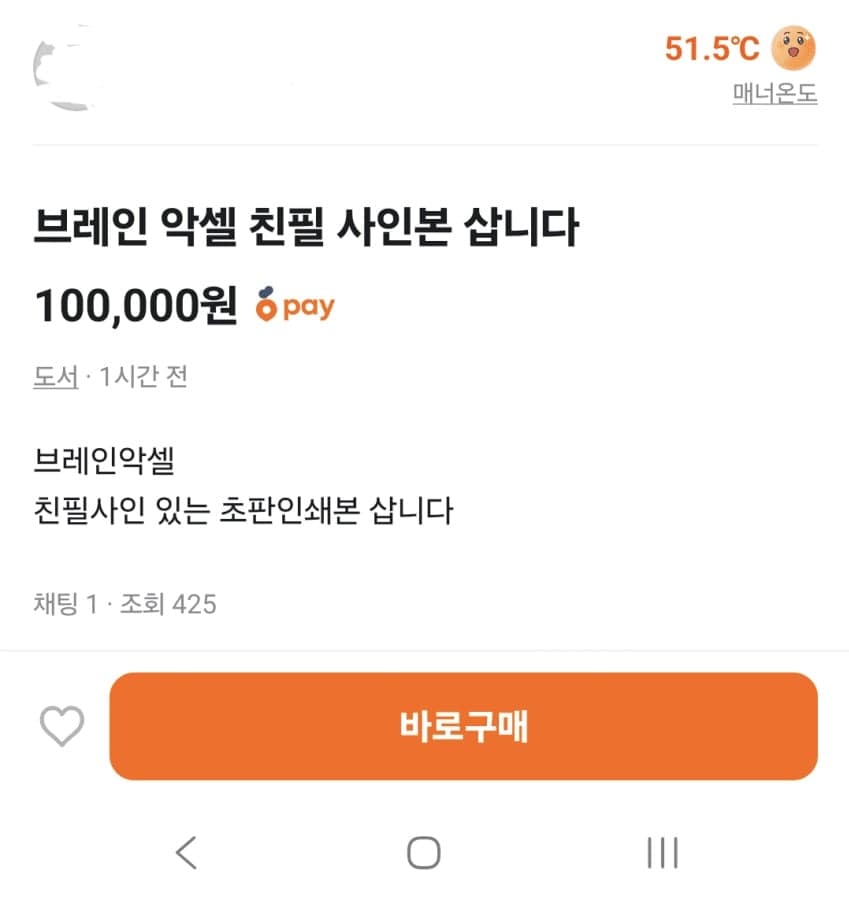 51.5℃
매너온도
브레인 악셀 친필 사인본 삽니다
100,000원 pay
도서 · 1시간 전
브레인악셀
친필사인 있는 초판인쇄본 삽니다
채팅 1 · 조회 425
바로구매